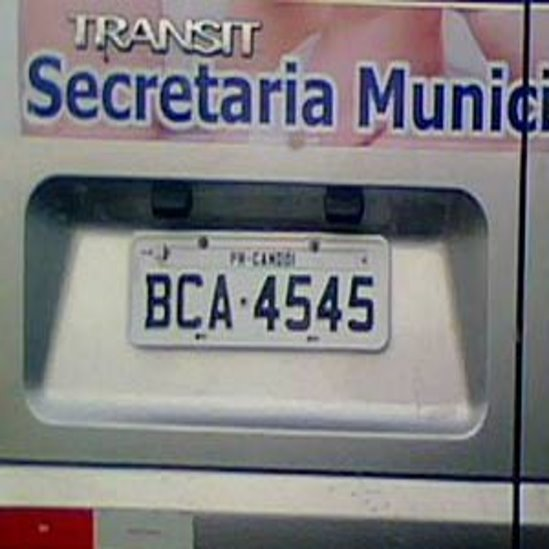 TRANSIT
Secretaria Munici
PR-CANDOI
BCA·4545